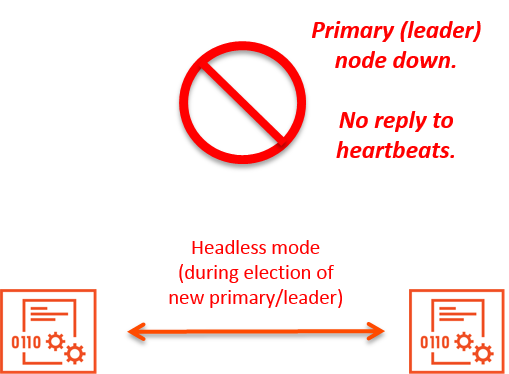 Primary (leader)
node down.
No reply to
heartbeats.
Headless mode
(during election of
new primary/leader)
0110
0110